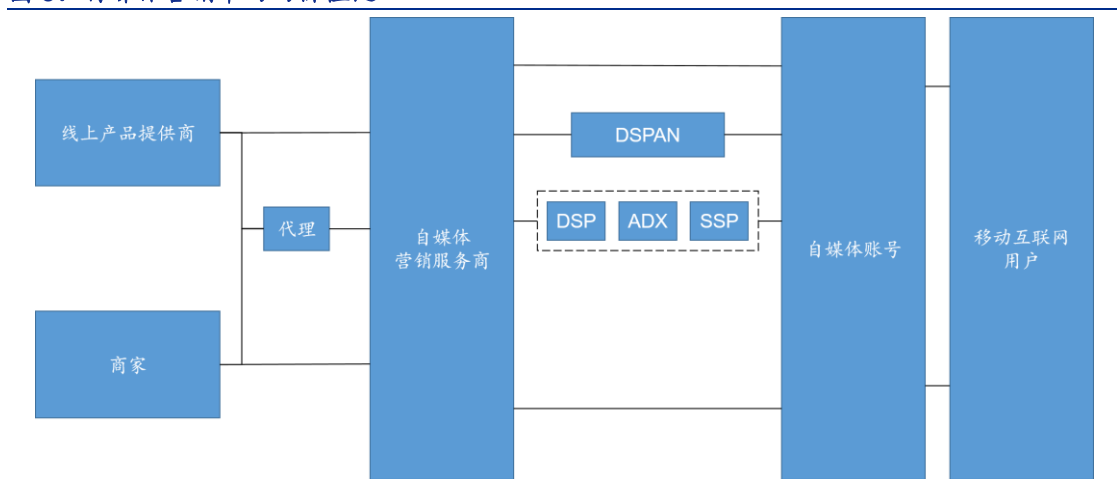 线上产品提供商
商家
代理
自媒体
营销服务商
DSPAN
DSP
ADX
SSP
自媒体账号
移动互联网
用户